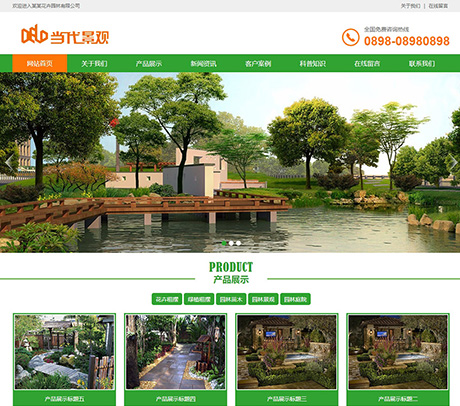 欢迎进入某某花卉园林有限公司
关于我们 | 在线留言
当代景观
全国免费咨询热线
0898-08980898
网站首页 关于我们 产品展示 新闻资讯 客户案例 科普知识 在线留言 联系我们
PRODUCT
产品展示
花卉租摆 绿植租摆 园林苗木 园林景观 园林庭院
产品展示标题五 产品展示标题四 产品展示标题三 产品展示标题二